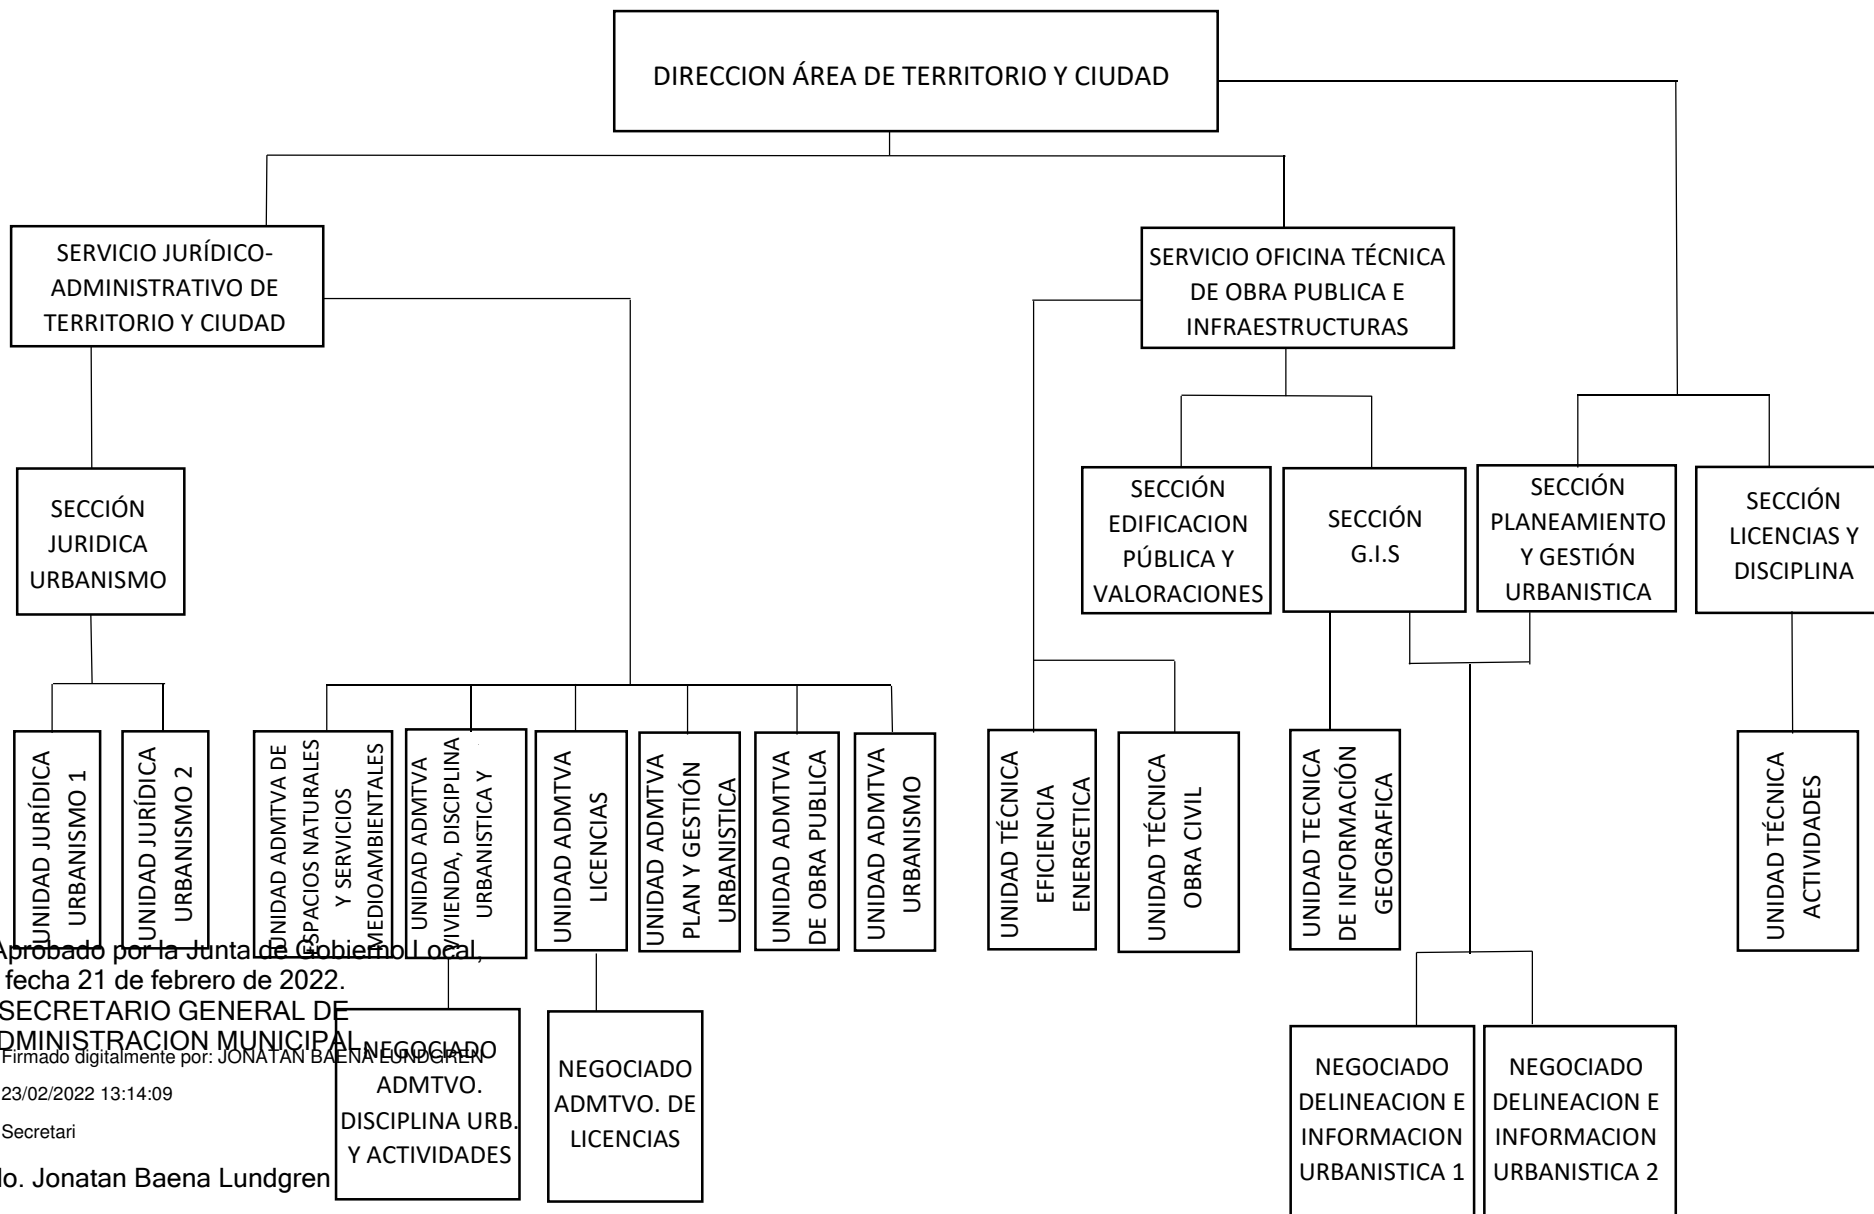 DIRECCION ÁREA DE TERRITORIO Y CIUDAD
SERVICIO JURÍDICO-
ADMINISTRATIVO DE
TERRITORIO Y CIUDAD
SERVICIO OFICINA TÉCNICA
DE OBRA PUBLICA E
INFRAESTRUCTURAS
SECCIÓN
JURIDICA
URBANISMO
SECCIÓN
EDIFICACION
PÚBLICA Y
VALORACIONES
SECCIÓN
G.I.S
SECCIÓN
PLANEAMIENTO
Y GESTIÓN
URBANISTICA
SECCIÓN
LICENCIAS Y
DISCIPLINA
UNIDAD JURÍDICA
URBANISMO 1
UNIDAD JURÍDICA
URBANISMO 2
UNIDAD ADMTVA DE
ESPACIOS NATURALES
Y SERVICIOS
MEDIOAMBIENTALES
UNIDAD ADMTVA
VIVIENDA, DISCIPLINA
URBANISTICA Y
UNIDAD ADMTVA
LICENCIAS
UNIDAD ADMTVA
PLAN Y GESTIÓN
URBANISTICA
UNIDAD ADMTVA
DE OBRA PUBLICA
UNIDAD ADMTVA
URBANISMO
UNIDAD TÉCNICA
EFICIENCIA
ENERGETICA
UNIDAD TÉCNICA
OBRA CIVIL
UNIDAD TECNICA
DE INFORMACIÓN
GEOGRAFICA
UNIDAD TÉCNICA
ACTIVIDADES
NEGOCIADO
ADMTVO.
DISCIPLINA URB.
Y ACTIVIDADES
NEGOCIADO
ADMTVO. DE
LICENCIAS
NEGOCIADO
DELINEACION E
INFORMACION
URBANISTICA 1
NEGOCIADO
DELINEACION E
INFORMACION
URBANISTICA 2
Aprobado por la Junta de Gobierno Local,
fecha 21 de febrero de 2022.
SECRETARIO GENERAL DE
DMINISTRACION MUNICIPAL
Firmado digitalmente por: JONATAN BAENA LUNDGREN
23/02/2022 13:14:09
Secretari
do. Jonatan Baena Lundgren